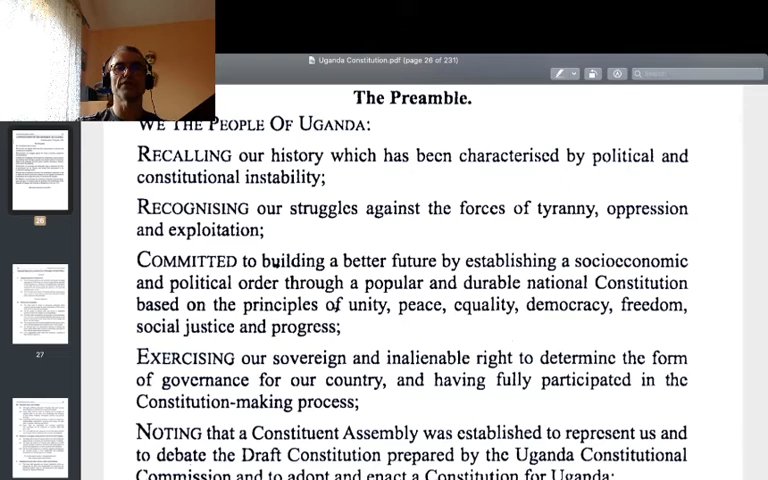 Uganda Constitution.pdf (page 26 of 231)
Search
The Preamble.
WE THE PEOPLE OF UGANDA:
RECALLING our history which has been characterised by political and
constitutional instability;
RECOGNISING our struggles against the forces of tyranny, oppression
and exploitation;
COMMITTED to building a better future by establishing a socioeconomic
and political order through a popular and durable national Constitution
based on the principles of unity, peace, equality, democracy, freedom,
social justice and progress;
EXERCISING our sovereign and inalienable right to determine the form
of governance for our country, and having fully participated in the
Constitution-making process;
NOTING that a Constituent Assembly was established to represent us and
to debate the Draft Constitution prepared by the Uganda Constitutional
Commission and to adopt and enact a Constitution for Uganda:
26
27